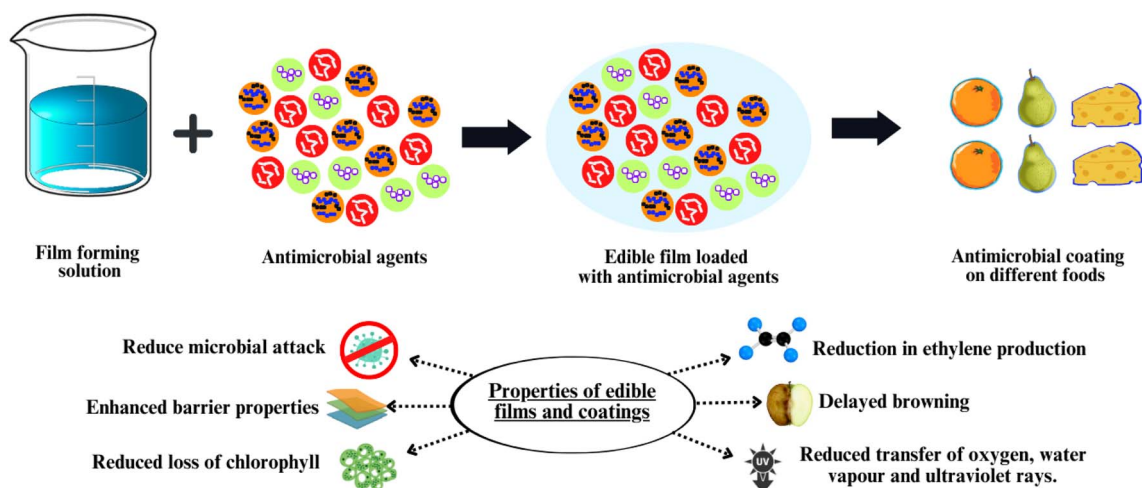 Film forming
solution
Antimicrobial agents
Edible film loaded
with antimicrobial agents
Antimicrobial coating
on different foods
Reduce microbial attack
Enhanced barrier properties
Reduced loss of chlorophyll
Properties of edible
films and coatings
Reduction in ethylene production
Delayed browning
UV
Reduced transfer of oxygen, water
vapour and ultraviolet rays.